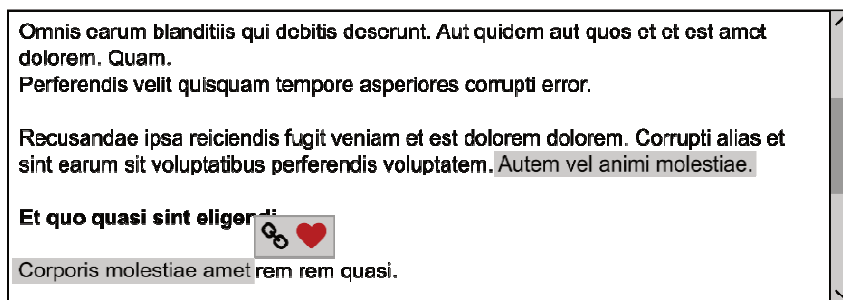 Omnis earum blanditiis qui debitis deserunt. Aut quidem aut quos et et est amet
dolorem. Quam.
Perferendis velit quisquam tempore asperiores corrupti error.
Recusandae ipsa reiciendis fugit veniam et est dolorem dolorem. Corrupti alias et
sint earum sit voluptatibus perferendis voluptatem. Autem vel animi molestiae.
Et quo quasi sint eligendi
Corporis molestiae amet rem rem quasi.